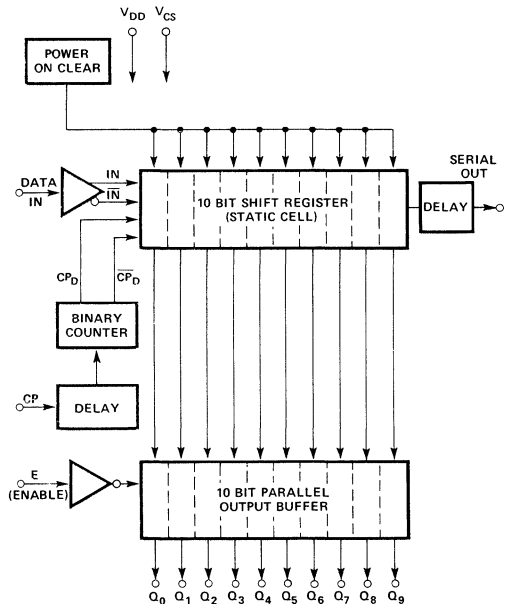 V_DD V_CS
POWER
ON CLEAR
SERIAL
OUT
DATA
IN
IN
I̅N̅
10 BIT SHIFT REGISTER
(STATIC CELL)
DELAY
CP_D C̅P̅_D
BINARY
COUNTER
CP
DELAY
E
(ENABLE)
10 BIT PARALLEL
OUTPUT BUFFER
Q0 Q1 Q2 Q3 Q4 Q5 Q6 Q7 Q8 Q9